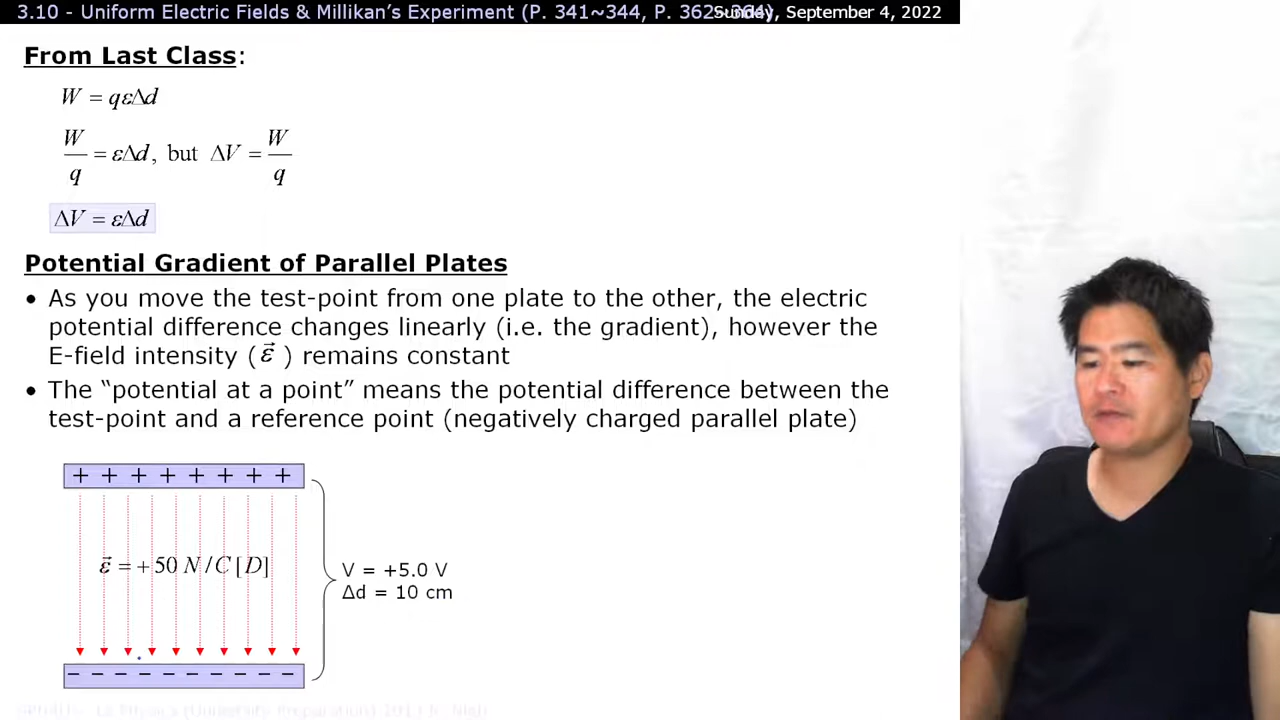 3.10 - Uniform Electric Fields & Millikan's Experiment (P. 341~344, P. 362~364)
Sunday, September 4, 2022
From Last Class:
W = qεΔd
W/q = εΔd, but ΔV = W/q
ΔV = εΔd
Potential Gradient of Parallel Plates
• As you move the test-point from one plate to the other, the electric
potential difference changes linearly (i.e. the gradient), however the
E-field intensity (ε⃗ ) remains constant
• The “potential at a point” means the potential difference between the
test-point and a reference point (negatively charged parallel plate)
+ + + + + + + +
ε⃗ = +50 N/C [D]
V = +5.0 V
Δd = 10 cm
− − − − − − − − − −